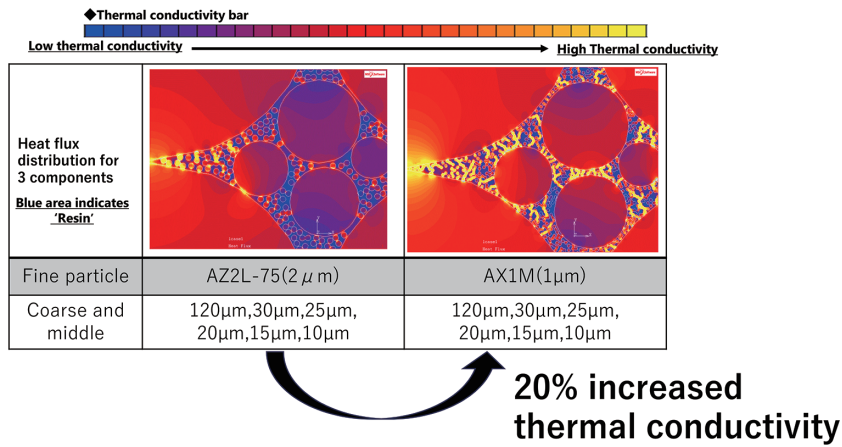 ◆Thermal conductivity bar
Low thermal conductivity
High Thermal conductivity
Heat flux
distribution for
3 components
Blue area indicates
'Resin'
Fine particle
AZ2L-75(2μm)
AX1M(1μm)
Coarse and
middle
120μm,30μm,25μm,
20μm,15μm,10μm
120μm,30μm,25μm,
20μm,15μm,10μm
20% increased
thermal conductivity